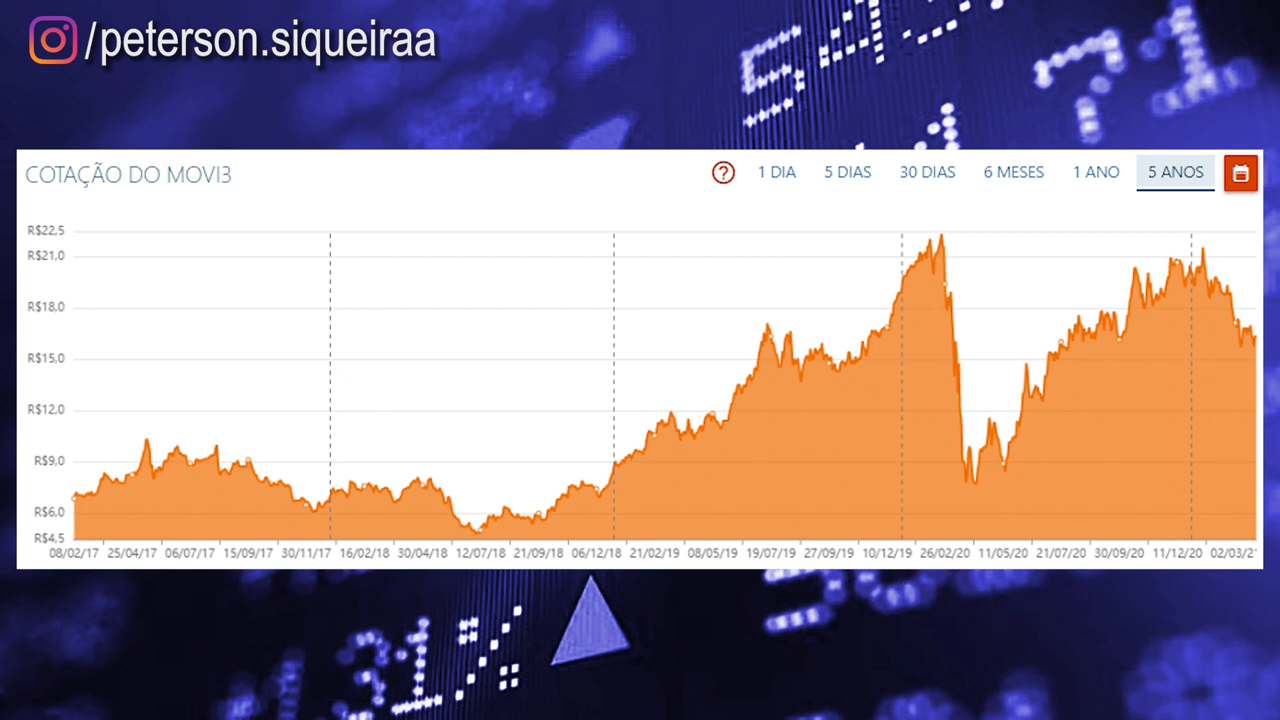 /peterson.siqueiraa
COTAÇÃO DO MOVI3
? 1 DIA 5 DIAS 30 DIAS 6 MESES 1 ANO 5 ANOS
R$22,5
R$21,0
R$18,0
R$15,0
R$12,0
R$9,0
R$6,0
R$4,5
08/02/17 25/04/17 06/07/17 15/09/17 30/11/17 16/02/18 30/04/18 12/07/18 21/09/18 06/12/18 21/02/19 08/05/19 19/07/19 27/09/19 10/12/19 26/02/20 11/05/20 21/07/20 30/09/20 11/12/20 02/03/21
31%